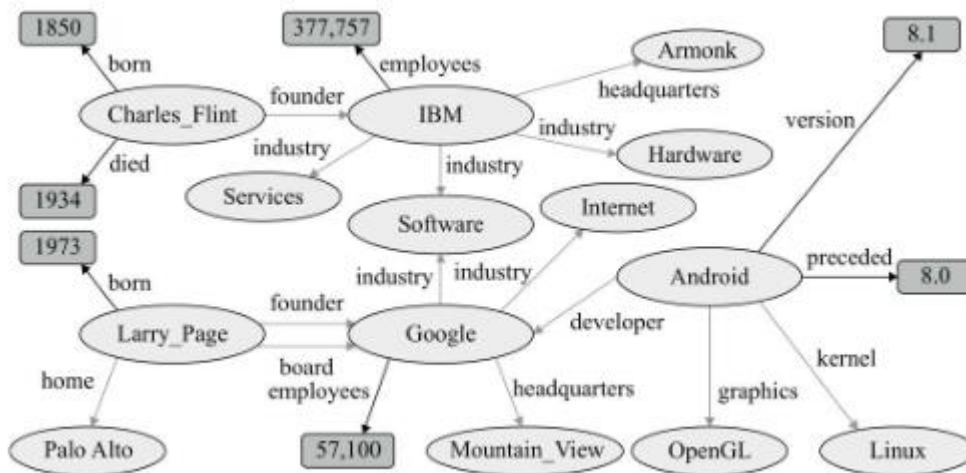 1850
377,757
8.1
born
employees
Armonk
headquarters
Charles_Flint
founder
IBM
version
industry
industry
Hardware
died
industry
Services
1934
Software
Internet
1973
industry
industry
Android
preceded
8.0
born
founder
Larry_Page
Google
developer
home
board
kernel
employees
headquarters
graphics
Palo Alto
57,100
Mountain_View
OpenGL
Linux